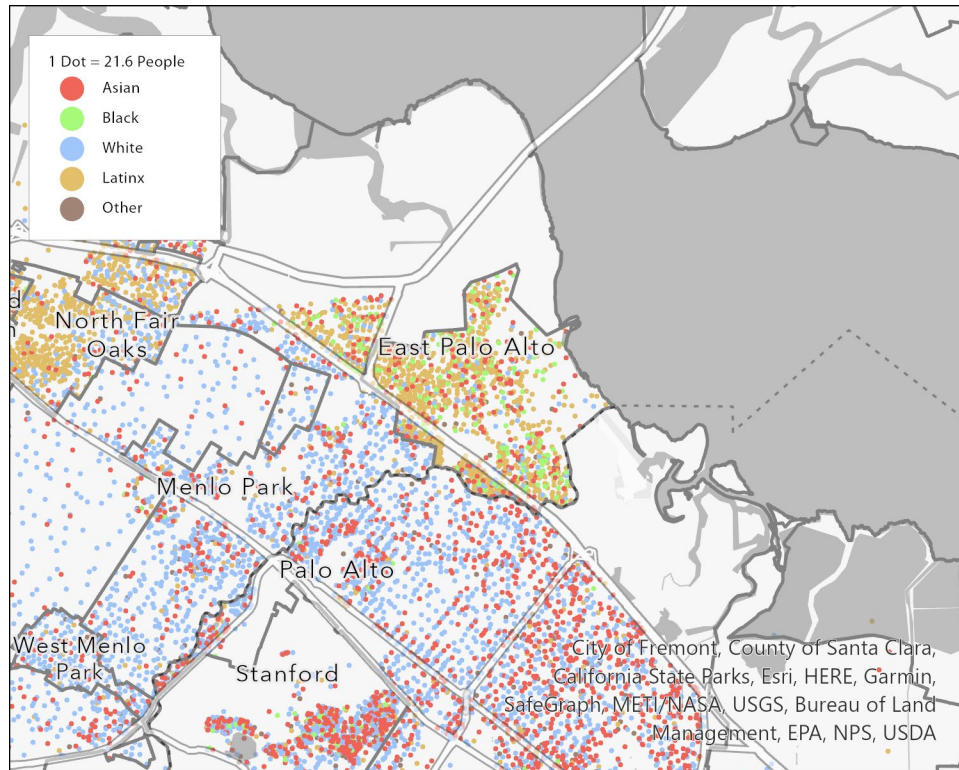 1 Dot = 21.6 People
Asian
Black
White
Latinx
Other
d
n
North Fair
Oaks
East Palo Alto
Menlo Park
Palo Alto
West Menlo
Park
Stanford
City of Fremont, County of Santa Clara,
California State Parks, Esri, HERE, Garmin,
SafeGraph, METI/NASA, USGS, Bureau of Land
Management, EPA, NPS, USDA